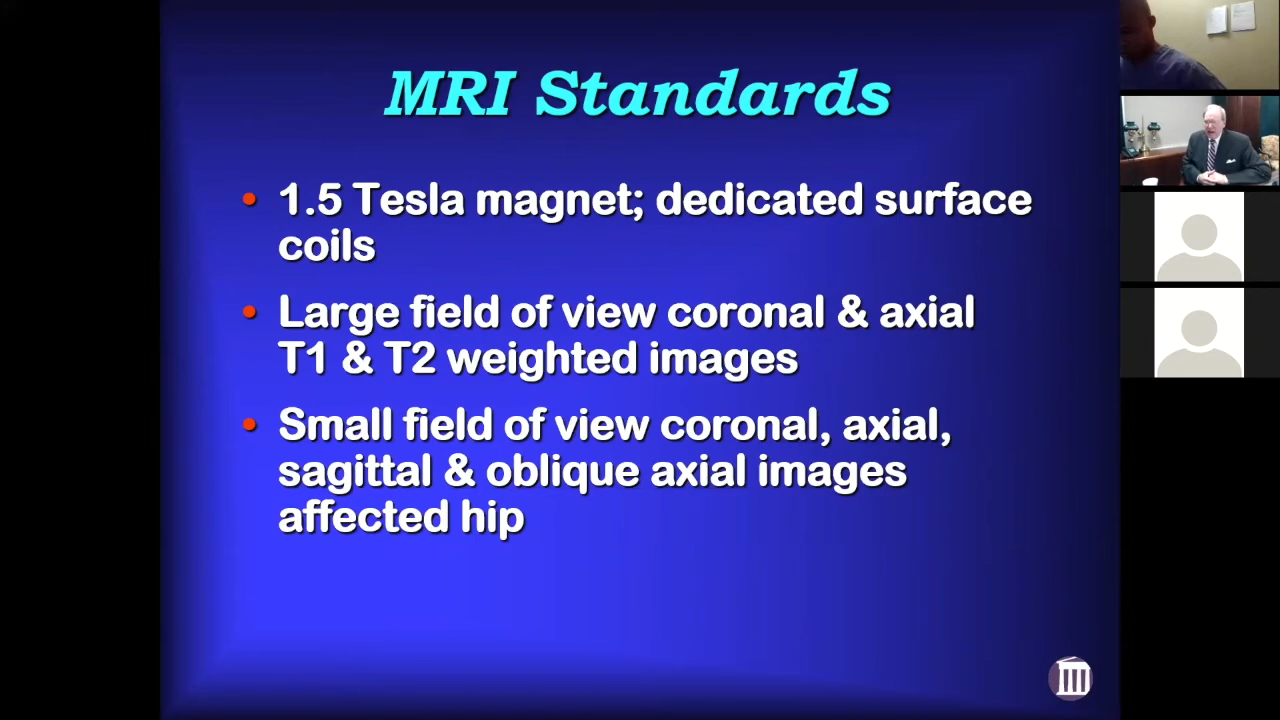 MRI Standards
• 1.5 Tesla magnet; dedicated surface
coils
• Large field of view coronal & axial
T1 & T2 weighted images
• Small field of view coronal, axial,
sagittal & oblique axial images
affected hip